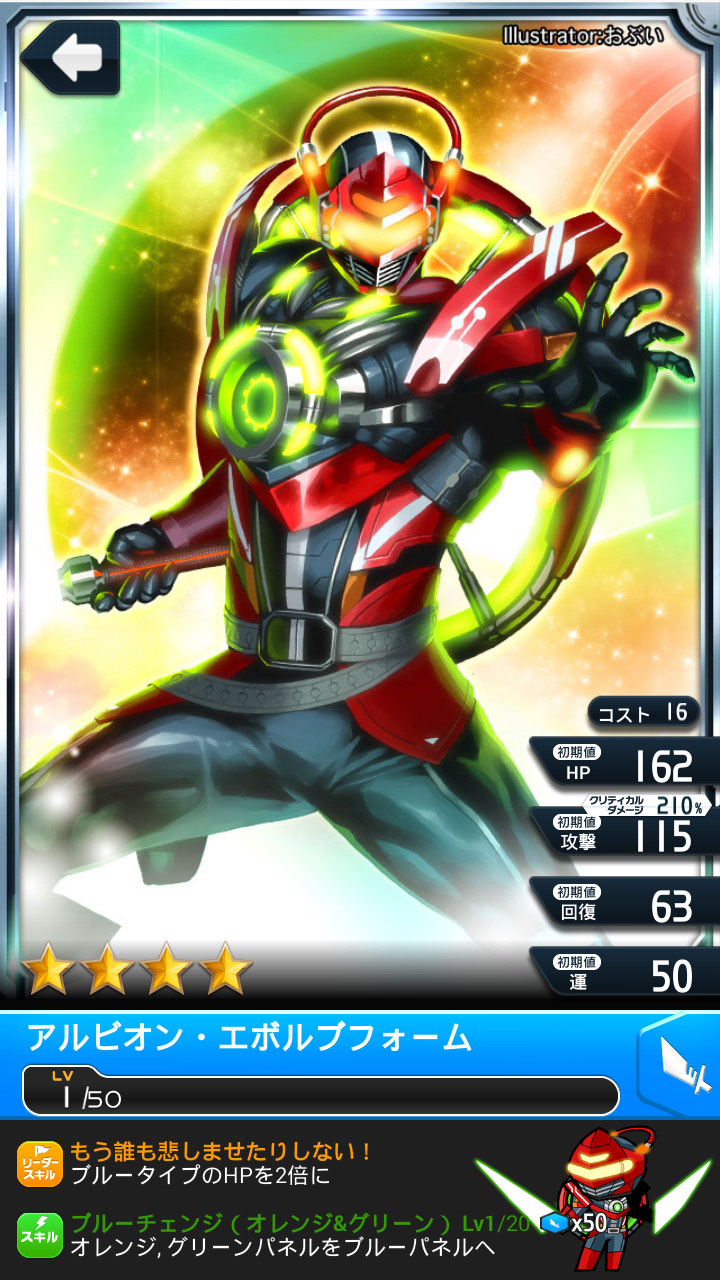 Illustrator:おぶい
コスト 16
初期値
HP 162
クリティカル
ダメージ 210%
初期値
攻撃 115
初期値
回復 63
初期値
運 50
アルビオン・エボルブフォーム
LV
1/50
リーダー
スキル
もう誰も悲しませたりしない！
ブルータイプのHPを2倍に
スキル
ブルーチェンジ(オレンジ&グリーン) Lv1/20
オレンジ,グリーンパネルをブルーパネルへ
x50